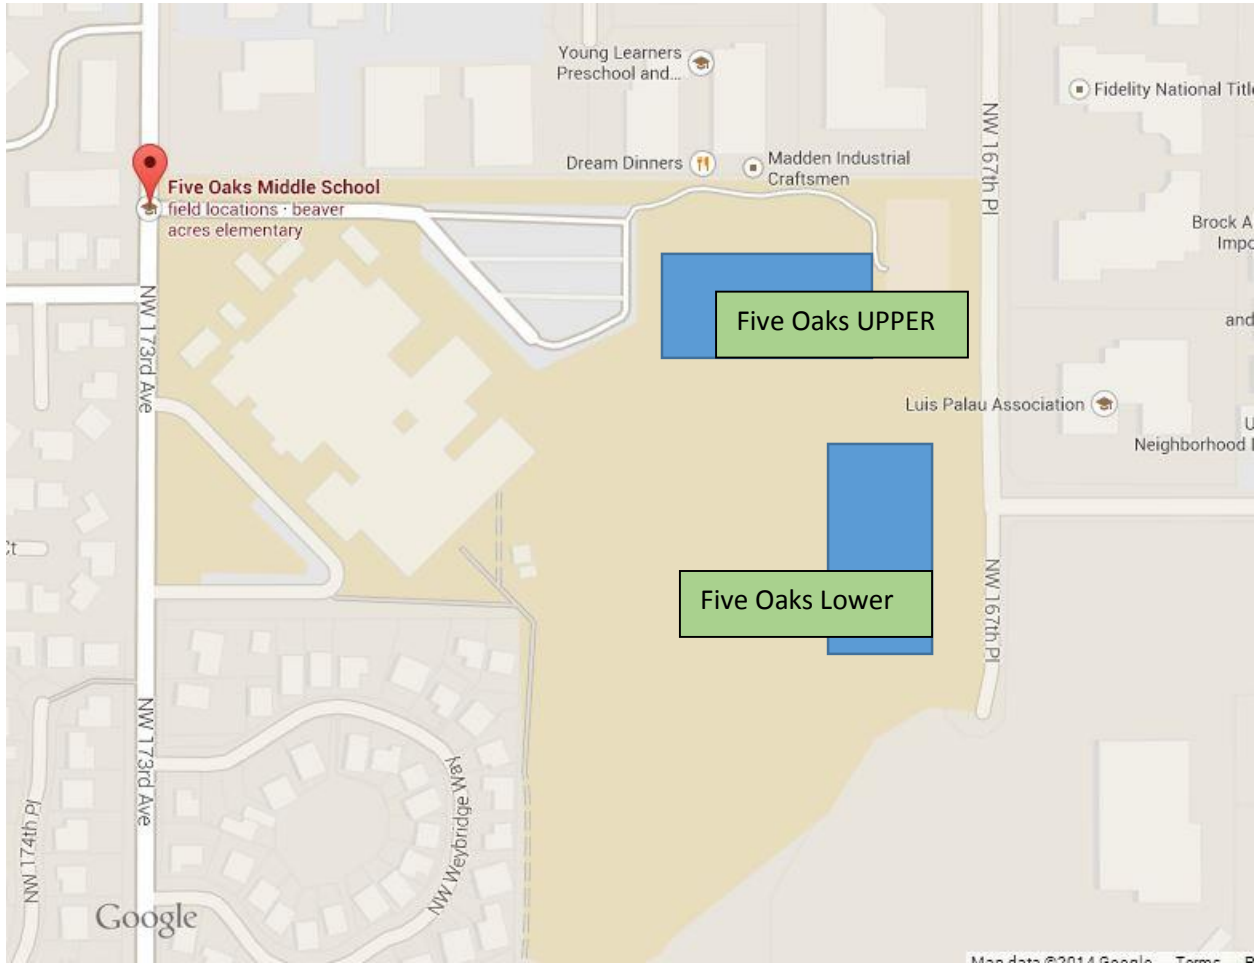 Young Learners
Preschool and...
Fidelity National Title
NW 167th Pl
Dream Dinners
Madden Industrial
Craftsmen
Five Oaks Middle School
field locations · beaver
acres elementary
Brock A
Impo
NW 173rd Ave
Five Oaks UPPER
and
Luis Palau Association
U
Neighborhood
Ct
Five Oaks Lower
NW 167th Pl
NW 173rd Ave
NW Weybridge Way
NW 174th Pl
Google
Map data ©2014 Google Terms